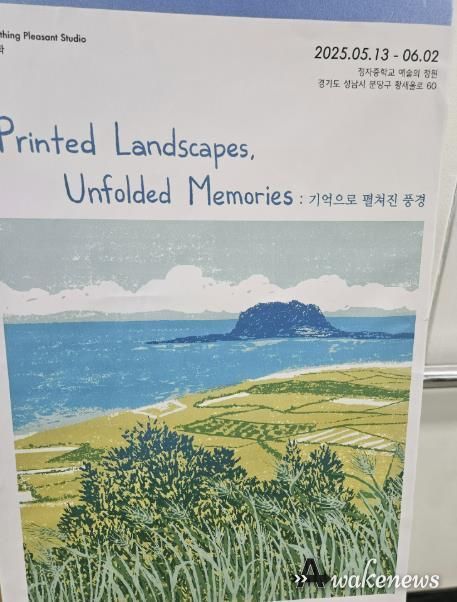 thing Pleasant Studio
2025.05.13 - 06.02
정자중학교 예술의 정원
경기도 성남시 분당구 황새울로 60
Printed Landscapes,
Unfolded Memories : 기억으로 펼쳐진 풍경
Awakenews